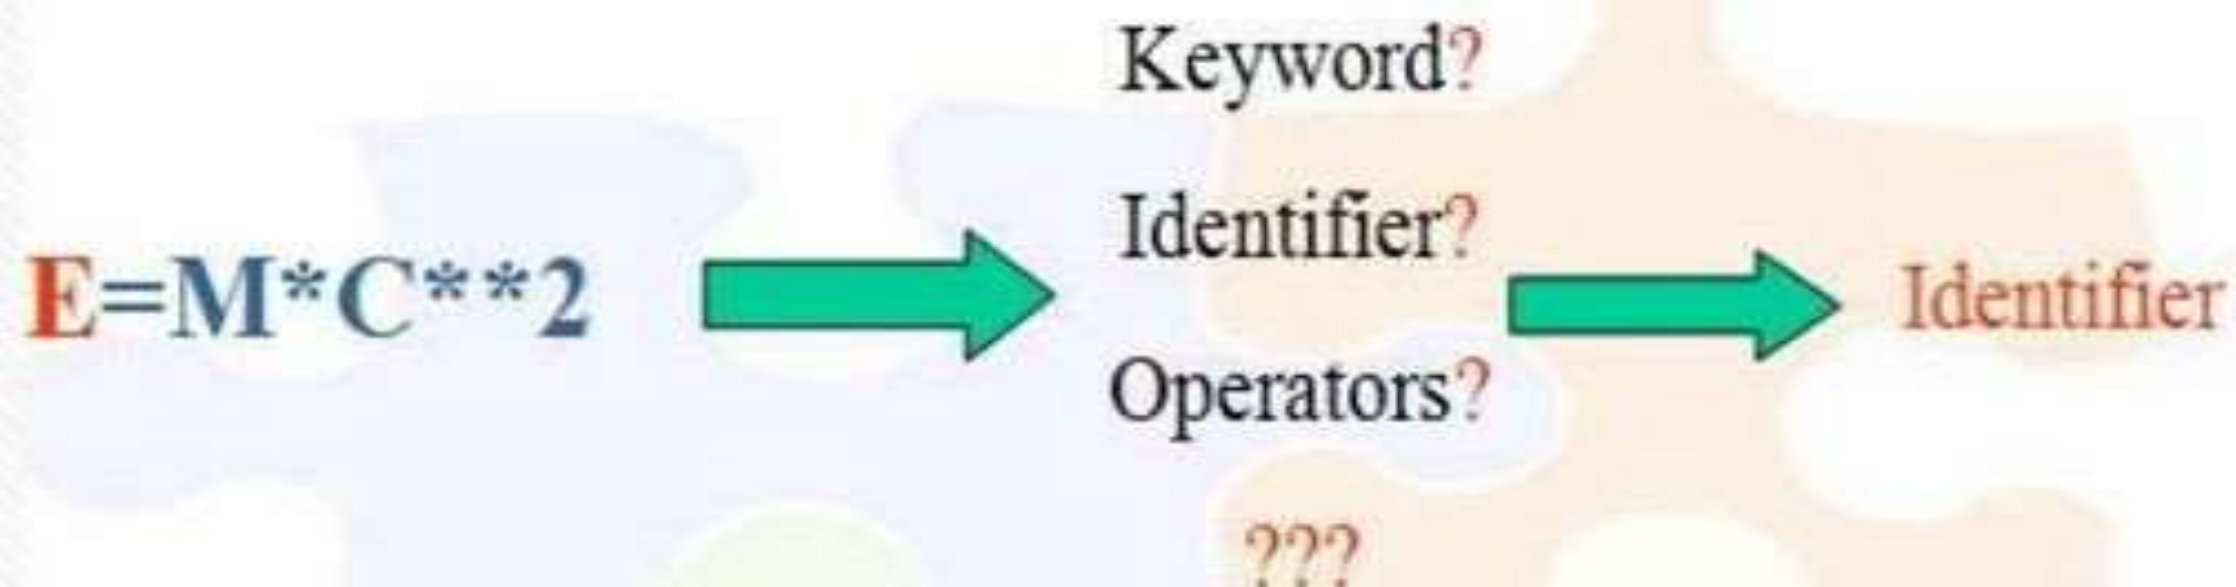 Keyword?
Identifier?
E=M*C**2
Identifier
Operators?
???